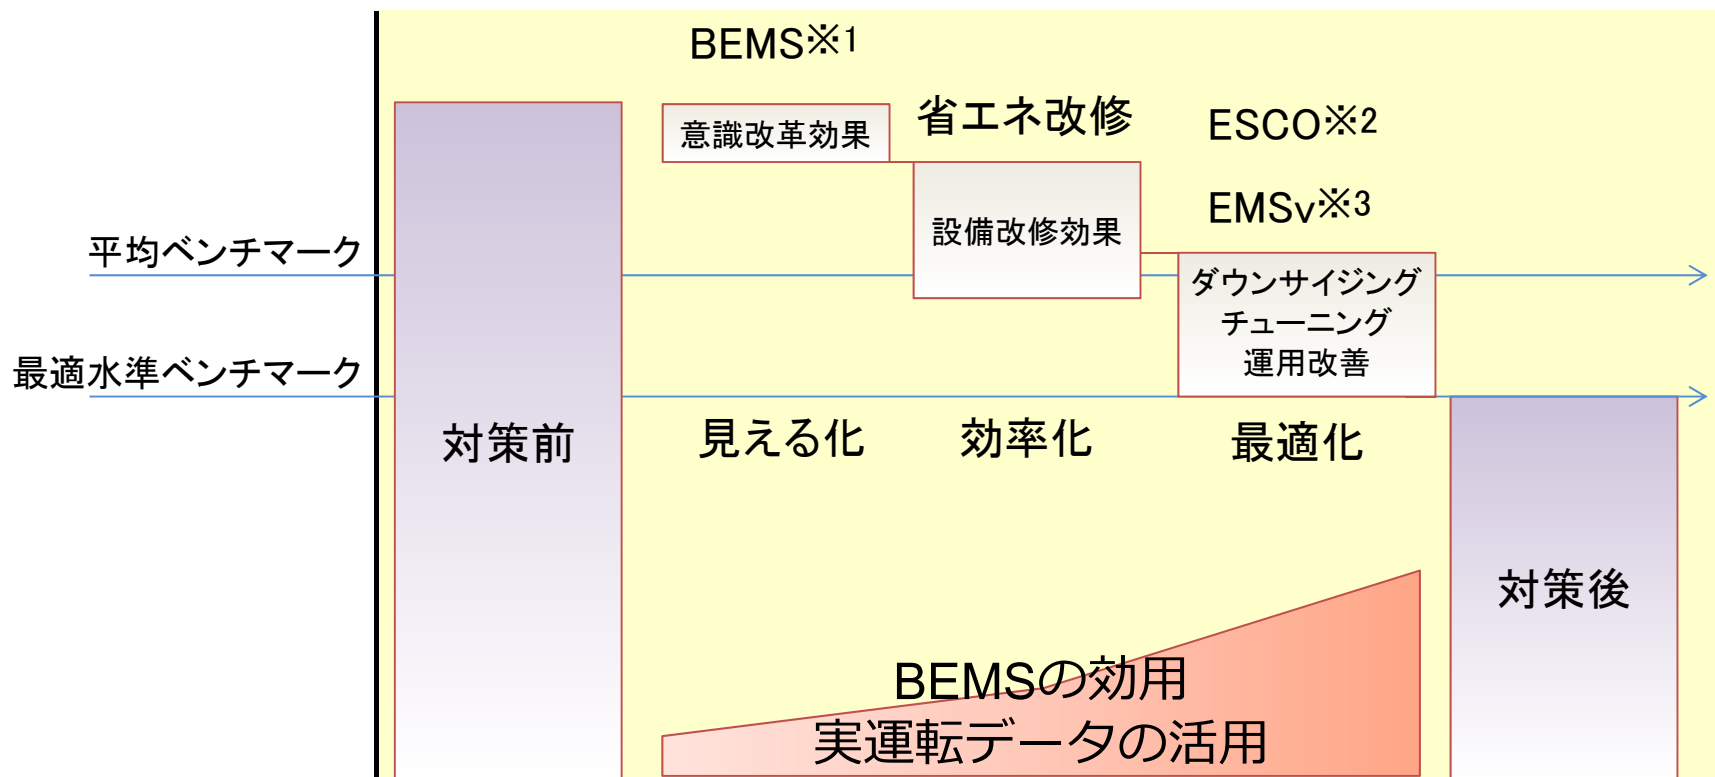 BEMS※1
意識改革効果
省エネ改修
ESCO※2
EMSv※3
設備改修効果
平均ベンチマーク
ダウンサイジング
チューニング
運用改善
最適水準ベンチマーク
対策前
見える化
効率化
最適化
対策後
BEMSの効用
実運転データの活用